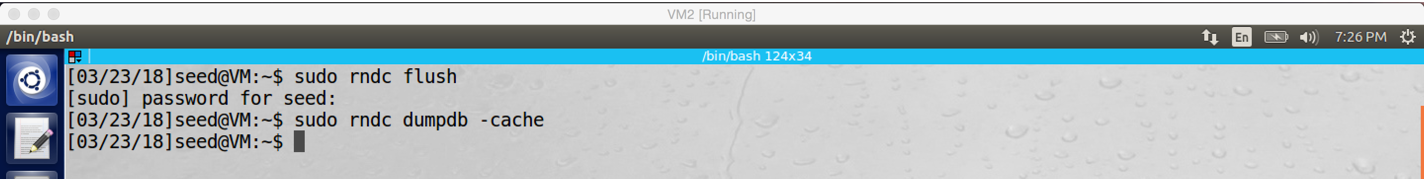 VM2 [Running]
/bin/bash En 7:26 PM
/bin/bash 124x34
[03/23/18]seed@VM:~$ sudo rndc flush
[sudo] password for seed:
[03/23/18]seed@VM:~$ sudo rndc dumpdb -cache
[03/23/18]seed@VM:~$